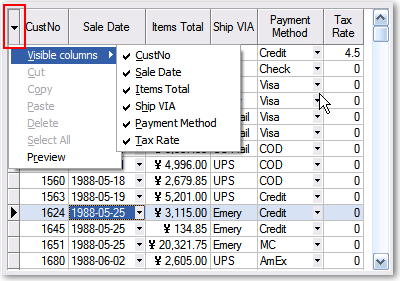 CustNo Sale Date Items Total Ship VIA Payment Method Tax Rate
Visible columns
Cut
Copy
Paste
Delete
Select All
Preview
CustNo
Sale Date
Items Total
Ship VIA
Payment Method
Tax Rate
Credit 4.5
Check 0
Visa 0
Visa 0
Visa 0
Visa 0
COD 0
¥ 4,996.00 UPS COD 0
1560 1988-05-18 ¥ 2,679.85 UPS COD 0
1563 1988-05-19 ¥ 5,201.00 UPS Credit 0
1624 1988-05-25 ¥ 3,115.00 Emery Credit 0
1645 1988-05-25 ¥ 134.85 Emery Credit 0
1651 1988-05-25 ¥ 20,321.75 Emery MC 0
1680 1988-06-02 ¥ 2,605.00 UPS AmEx 0